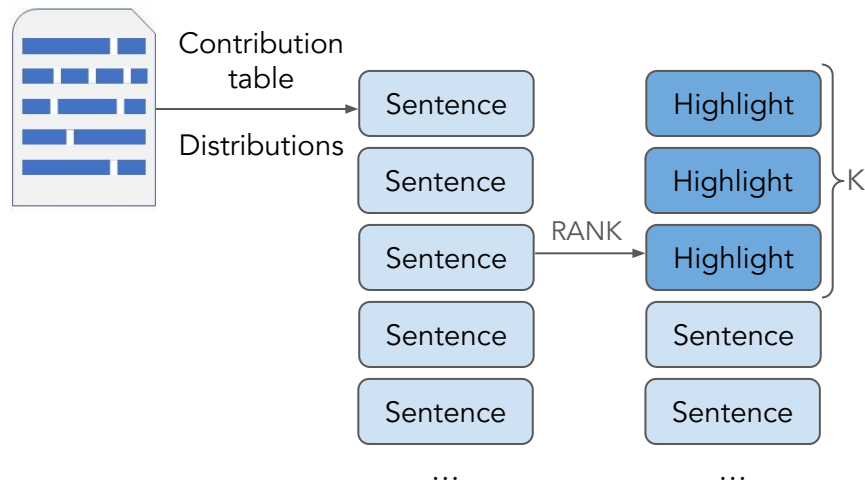 Contribution
table
Distributions
Sentence
Sentence
Sentence
Sentence
Sentence
...
RANK
Highlight
Highlight
Highlight
Sentence
Sentence
...
K